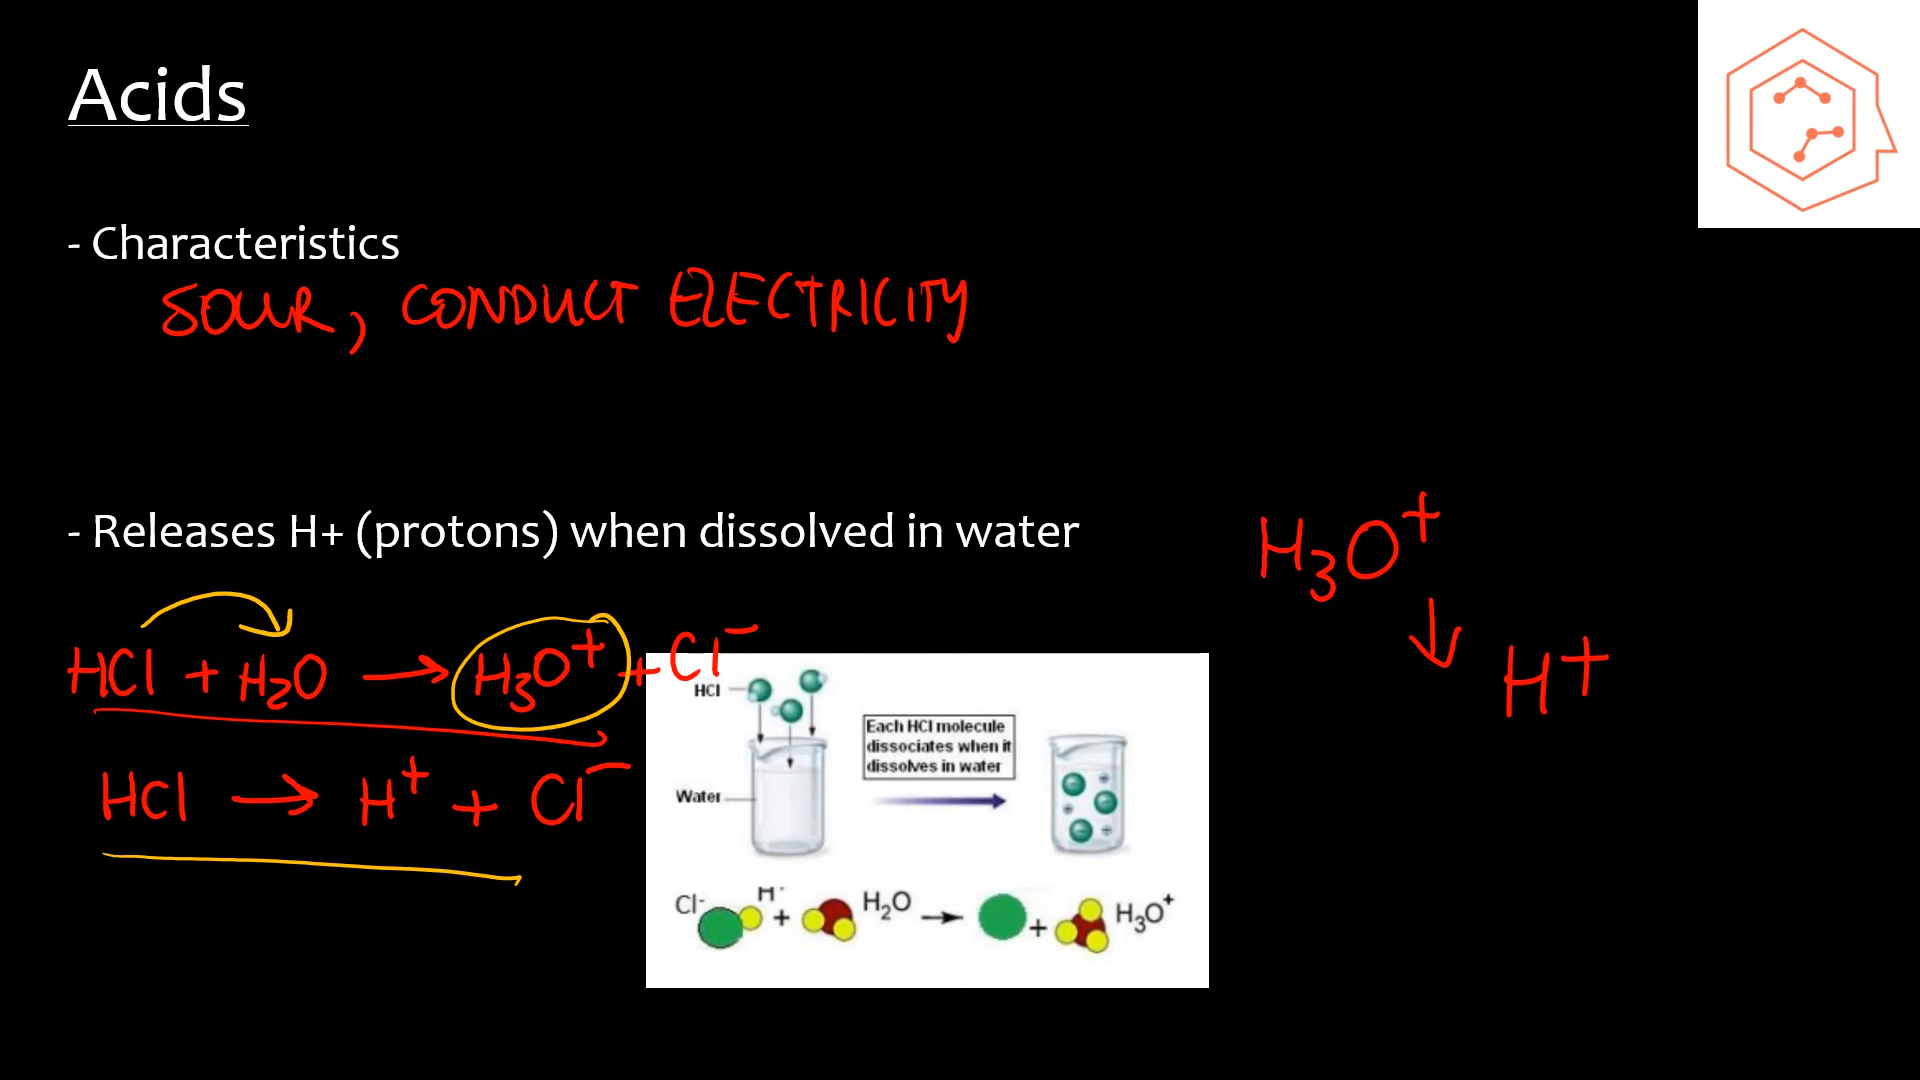 Acids
- Characteristics
SOUR, CONDUCT ELECTRICITY
- Releases H+ (protons) when dissolved in water
H₃O⁺
↓ H⁺
HCl + H₂O → H₃O⁺ + Cl⁻
HCl → H⁺ + Cl⁻
HCl
Each HCl molecule
dissociates when it
dissolves in water
Water
Cl⁻ H⁺ + H₂O → + H₃O⁺